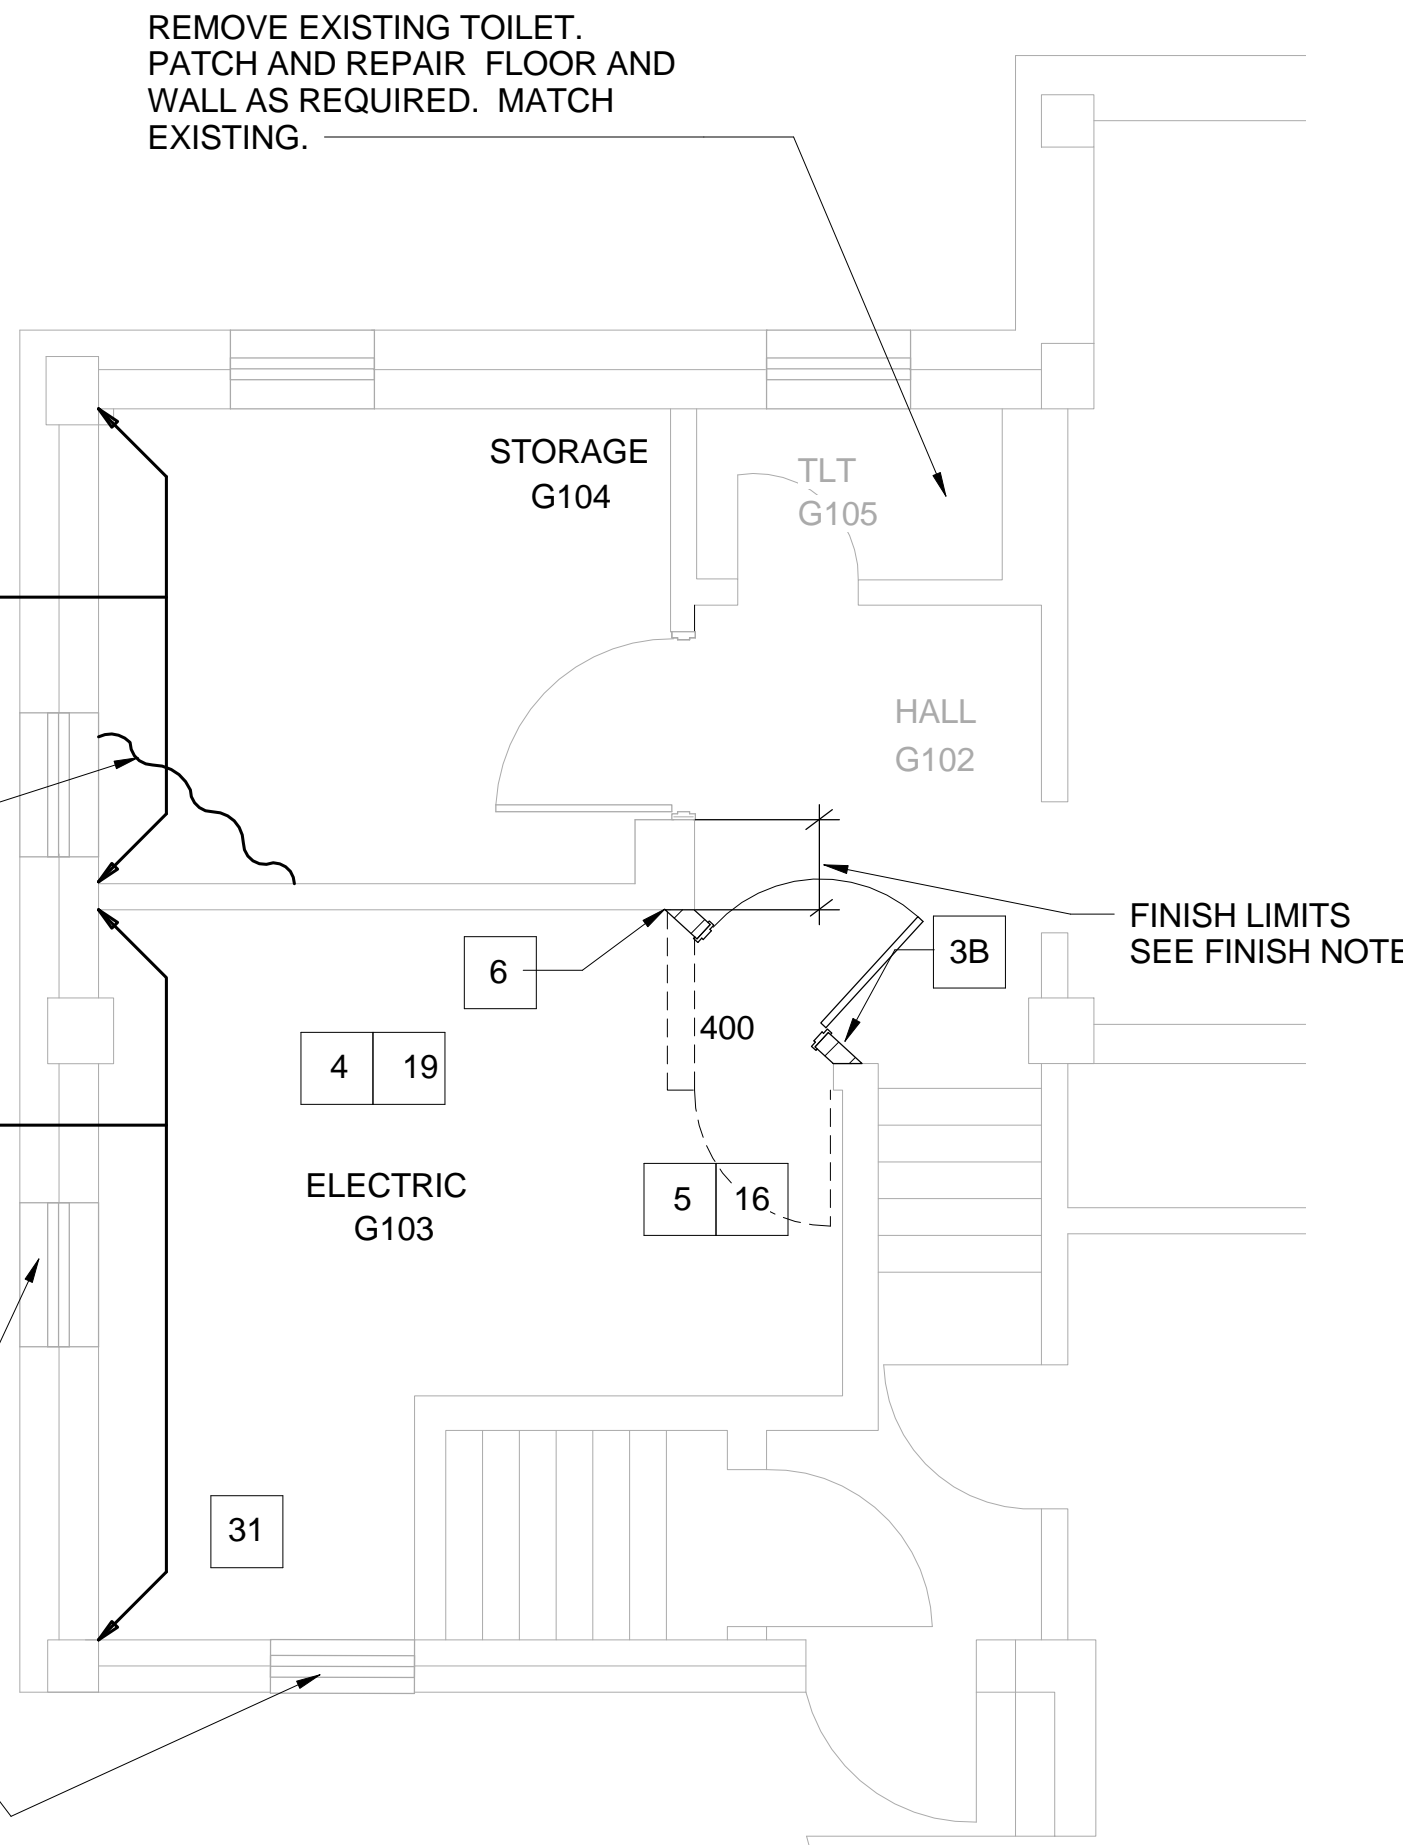 REMOVE EXISTING TOILET.
PATCH AND REPAIR FLOOR AND
WALL AS REQUIRED. MATCH
EXISTING.
STORAGE
G104
TLT
G105
HALL
G102
FINISH LIMITS
SEE FINISH NOTE
3B
6
400
4 19
ELECTRIC
G103
5 16
31